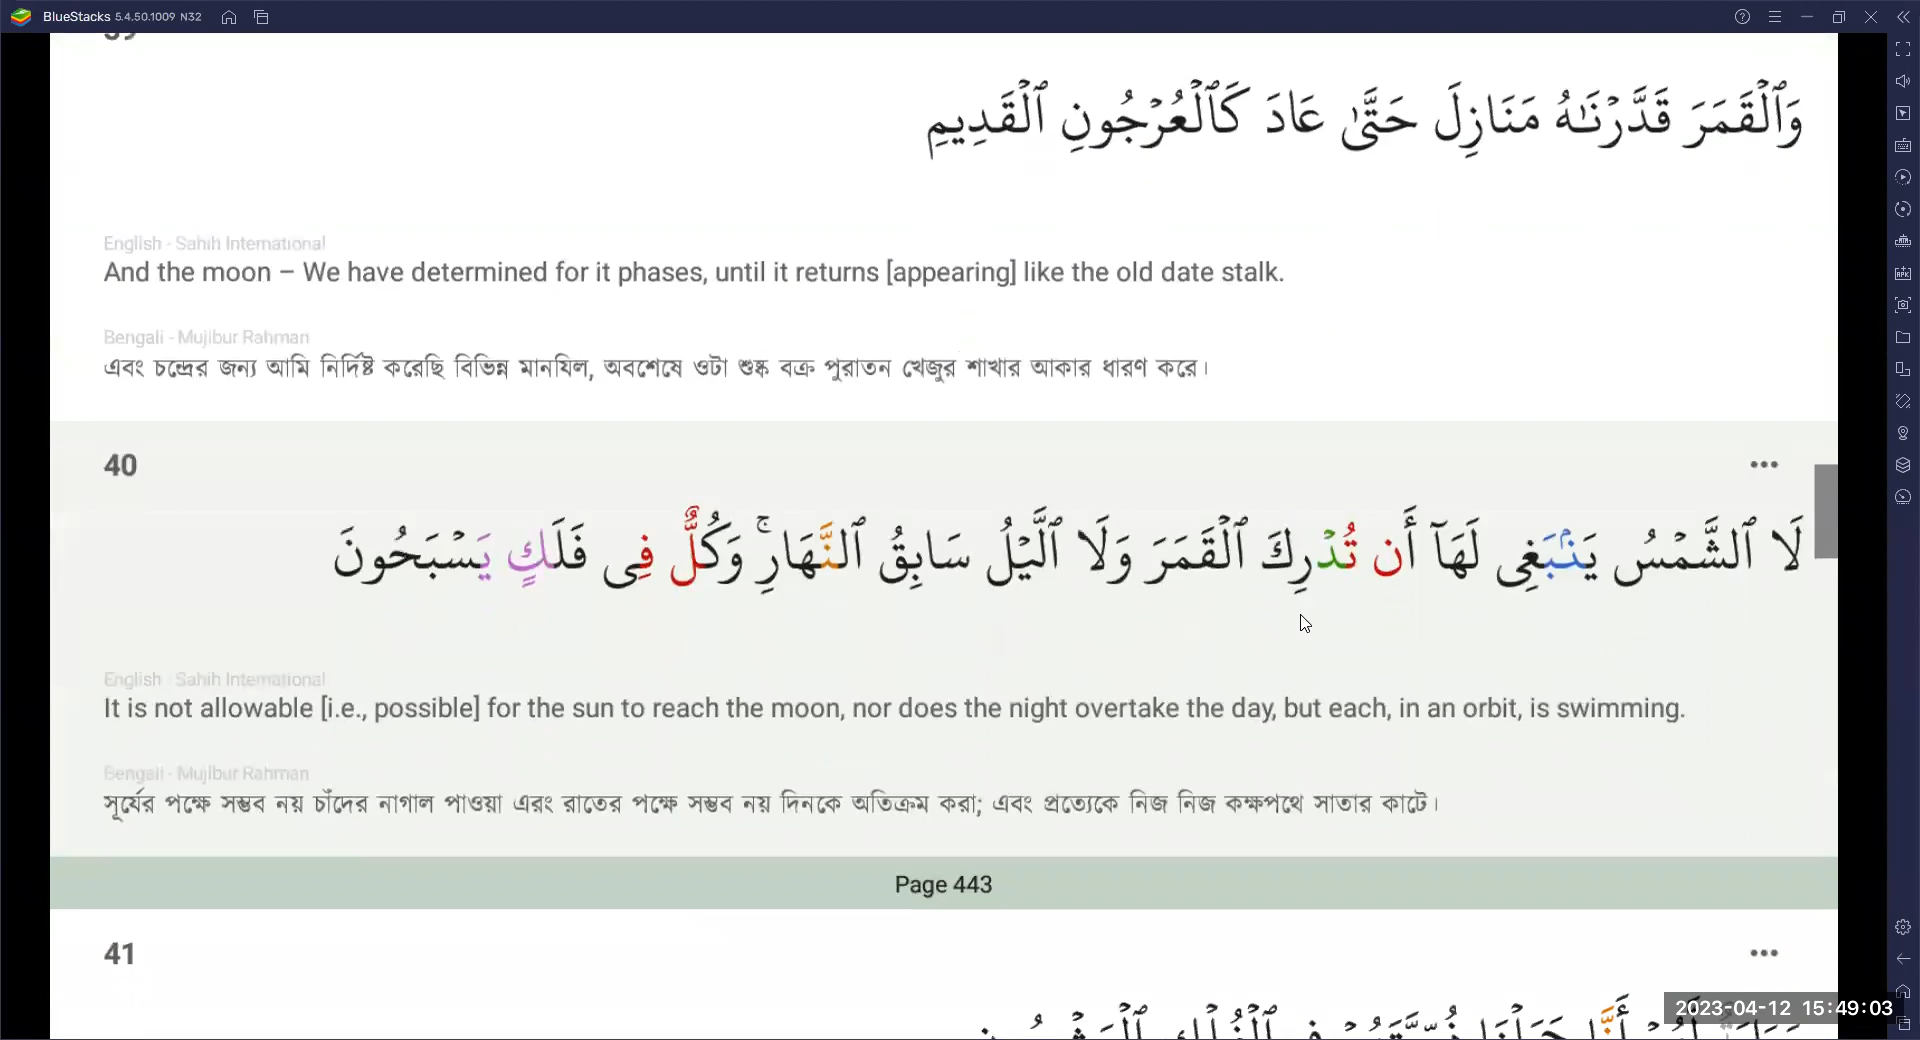 BlueStacks 5.4.50.1009 N32
39
وَٱلْقَمَرَ قَدَّرْنَٰهُ مَنَازِلَ حَتَّىٰ عَادَ كَٱلْعُرْجُونِ ٱلْقَدِيمِ
English - Sahih International
And the moon – We have determined for it phases, until it returns [appearing] like the old date stalk.
Bengali - Mujibur Rahman
এবং চন্দ্রের জন্য আমি নির্দিষ্ট করেছি বিভিন্ন মানযিল, অবশেষে ওটা শুষ্ক বক্র পুরাতন খেজুর শাখার আকার ধারণ করে।
40
لَا ٱلشَّمْسُ يَنۢبَغِى لَهَآ أَن تُدْرِكَ ٱلْقَمَرَ وَلَا ٱلَّيْلُ سَابِقُ ٱلنَّهَارِ ۚ وَكُلٌّ فِى فَلَكٍ يَسْبَحُونَ
English - Sahih International
It is not allowable [i.e., possible] for the sun to reach the moon, nor does the night overtake the day, but each, in an orbit, is swimming.
Bengali - Mujibur Rahman
সূর্যের পক্ষে সম্ভব নয় চাঁদের নাগাল পাওয়া এরং রাতের পক্ষে সম্ভব নয় দিনকে অতিক্রম করা; এবং প্রত্যেকে নিজ নিজ কক্ষপথে সাতার কাটে।
Page 443
41
2023-04-12 15:49:03